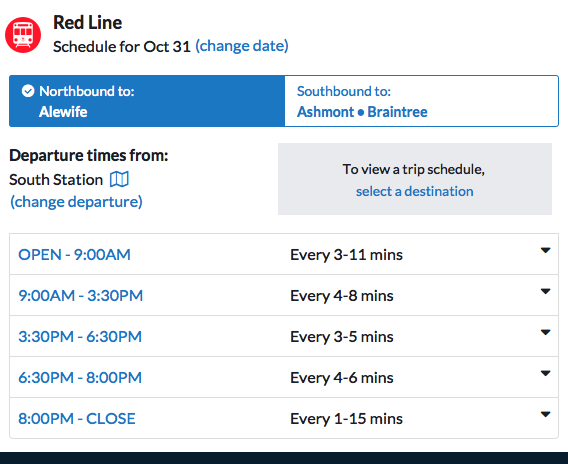 Red Line
Schedule for Oct 31 (change date)
Northbound to:
Alewife
Southbound to:
Ashmont • Braintree
Departure times from:
South Station
(change departure)
To view a trip schedule,
select a destination
OPEN - 9:00AM Every 3-11 mins
9:00AM - 3:30PM Every 4-8 mins
3:30PM - 6:30PM Every 3-5 mins
6:30PM - 8:00PM Every 4-6 mins
8:00PM - CLOSE Every 1-15 mins